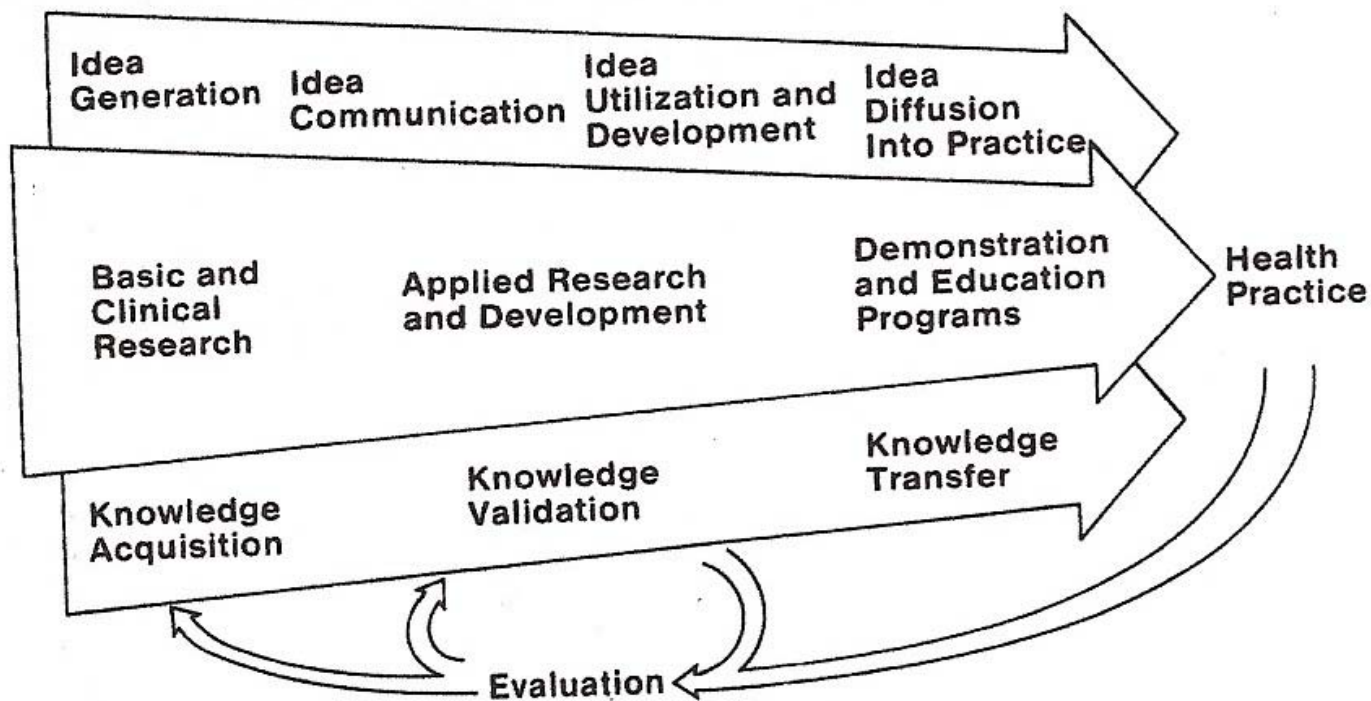 Idea
Generation
Idea
Communication
Idea
Utilization and
Development
Idea
Diffusion
Into Practice
Basic and
Clinical
Research
Applied Research
and Development
Demonstration
and Education
Programs
Health
Practice
Knowledge
Acquisition
Knowledge
Validation
Knowledge
Transfer
Evaluation